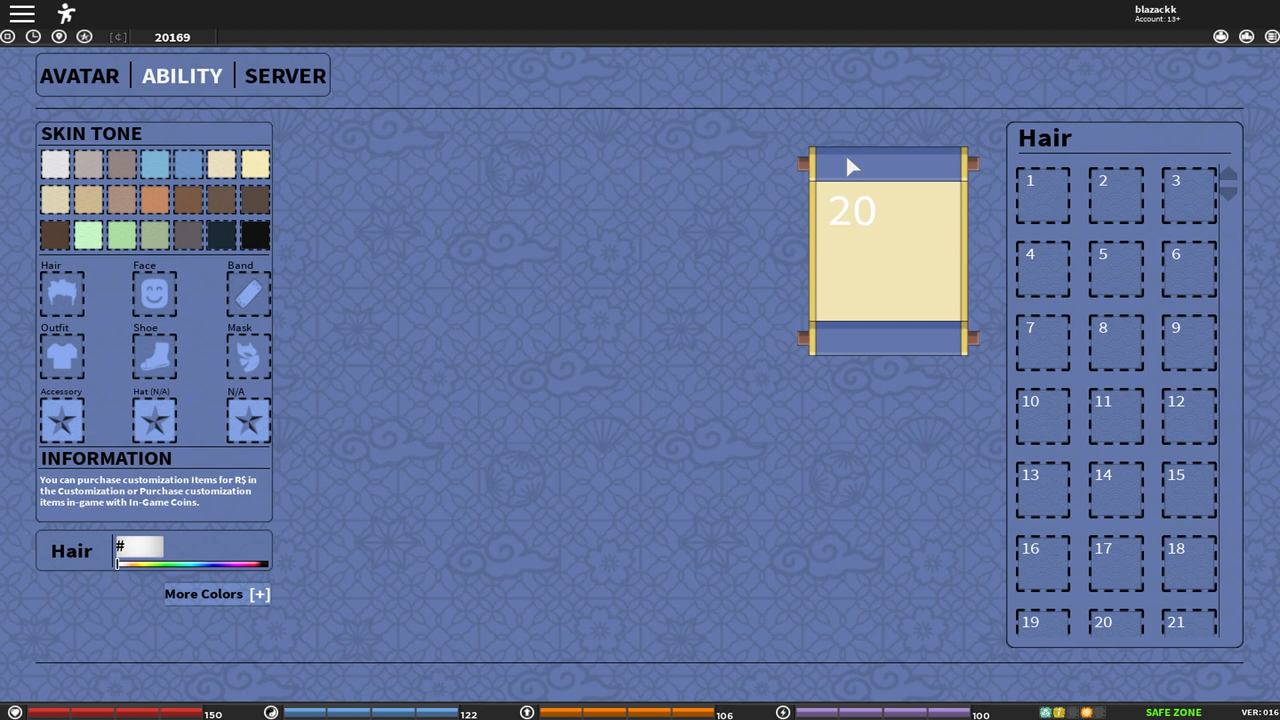 blazackk
Account: 13+
[¢] 20169
AVATAR | ABILITY | SERVER
SKIN TONE
Hair Face Band
Outfit Shoe Mask
Accessory Hat (N/A) N/A
INFORMATION
You can purchase customization Items for R$ in
the Customization or Purchase customization
items in-game with In-Game Coins.
Hair #
More Colors [+]
20
Hair
1 2 3
4 5 6
7 8 9
10 11 12
13 14 15
16 17 18
19 20 21
150 122 106 100 SAFE ZONE VER: 016